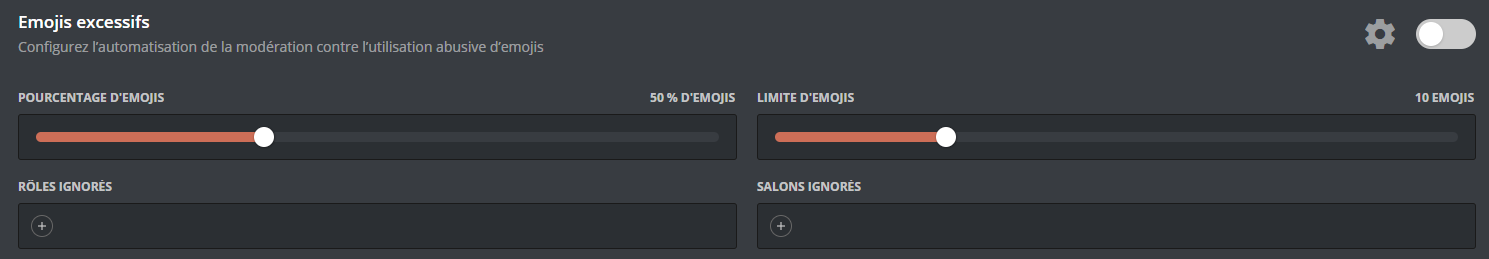 Emojis excessifs
Configurez l'automatisation de la modération contre l'utilisation abusive d'emojis
POURCENTAGE D'EMOJIS
50 % D'EMOJIS
LIMITE D'EMOJIS
10 EMOJIS
RÔLES IGNORÉS
SALONS IGNORÉS